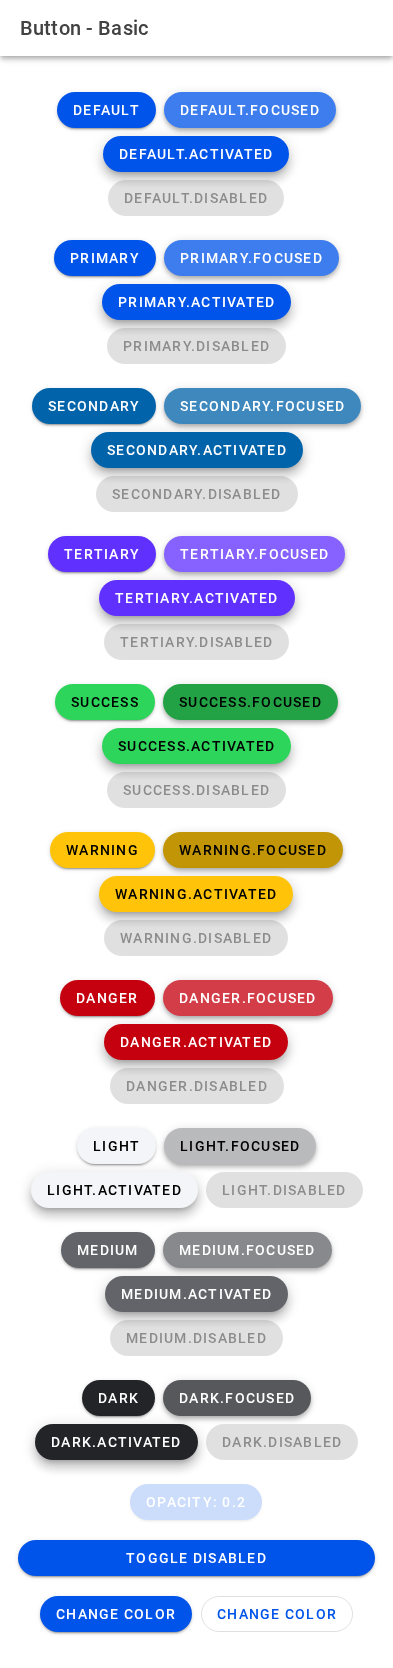 Button - Basic
DEFAULT DEFAULT.FOCUSED
DEFAULT.ACTIVATED
DEFAULT.DISABLED
PRIMARY PRIMARY.FOCUSED
PRIMARY.ACTIVATED
PRIMARY.DISABLED
SECONDARY SECONDARY.FOCUSED
SECONDARY.ACTIVATED
SECONDARY.DISABLED
TERTIARY TERTIARY.FOCUSED
TERTIARY.ACTIVATED
TERTIARY.DISABLED
SUCCESS SUCCESS.FOCUSED
SUCCESS.ACTIVATED
SUCCESS.DISABLED
WARNING WARNING.FOCUSED
WARNING.ACTIVATED
WARNING.DISABLED
DANGER DANGER.FOCUSED
DANGER.ACTIVATED
DANGER.DISABLED
LIGHT LIGHT.FOCUSED
LIGHT.ACTIVATED LIGHT.DISABLED
MEDIUM MEDIUM.FOCUSED
MEDIUM.ACTIVATED
MEDIUM.DISABLED
DARK DARK.FOCUSED
DARK.ACTIVATED DARK.DISABLED
OPACITY: 0.2
TOGGLE DISABLED
CHANGE COLOR CHANGE COLOR